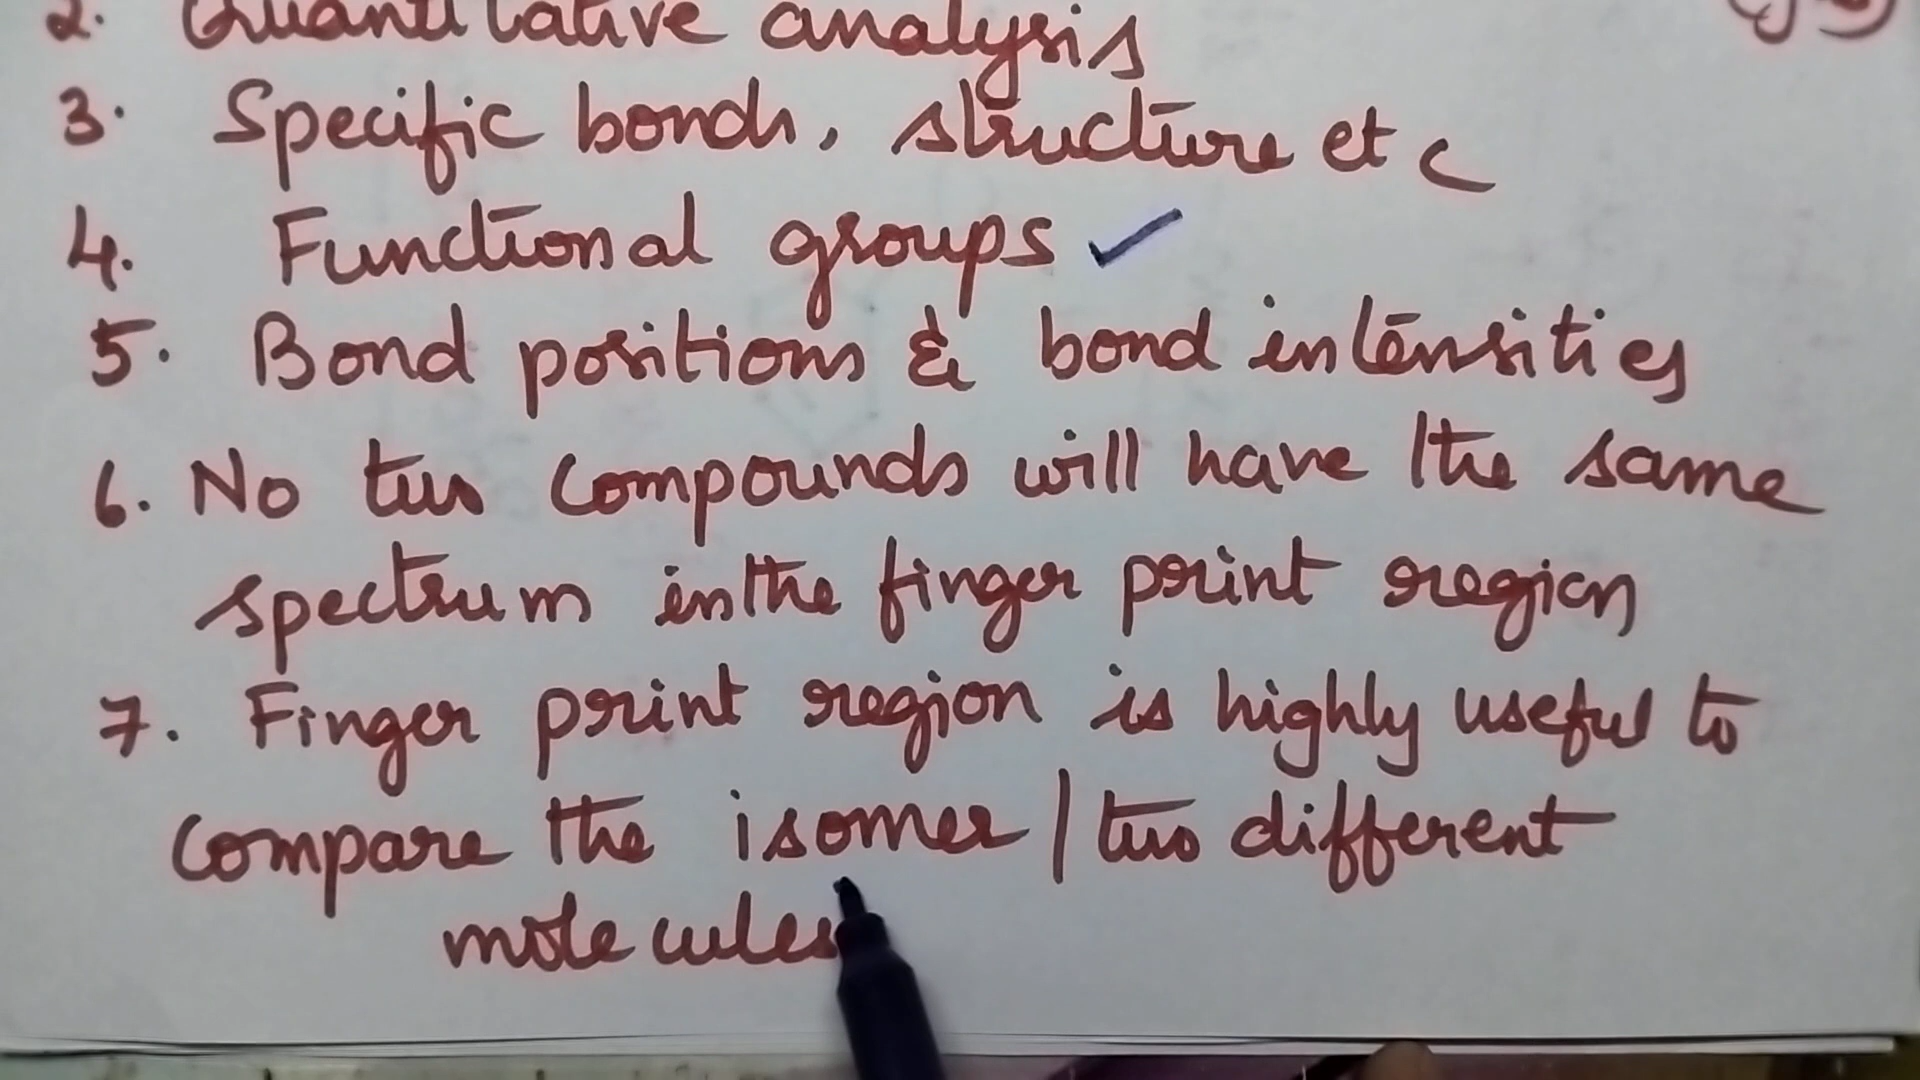 2. Quantitative analysis
3. Specific bonds, structure etc
4. Functional groups ✓
5. Bond positions & bond intensities
6. No two compounds will have the same
spectrum in the finger print region
7. Finger print region is highly useful to
compare the isomer / two different
molecules